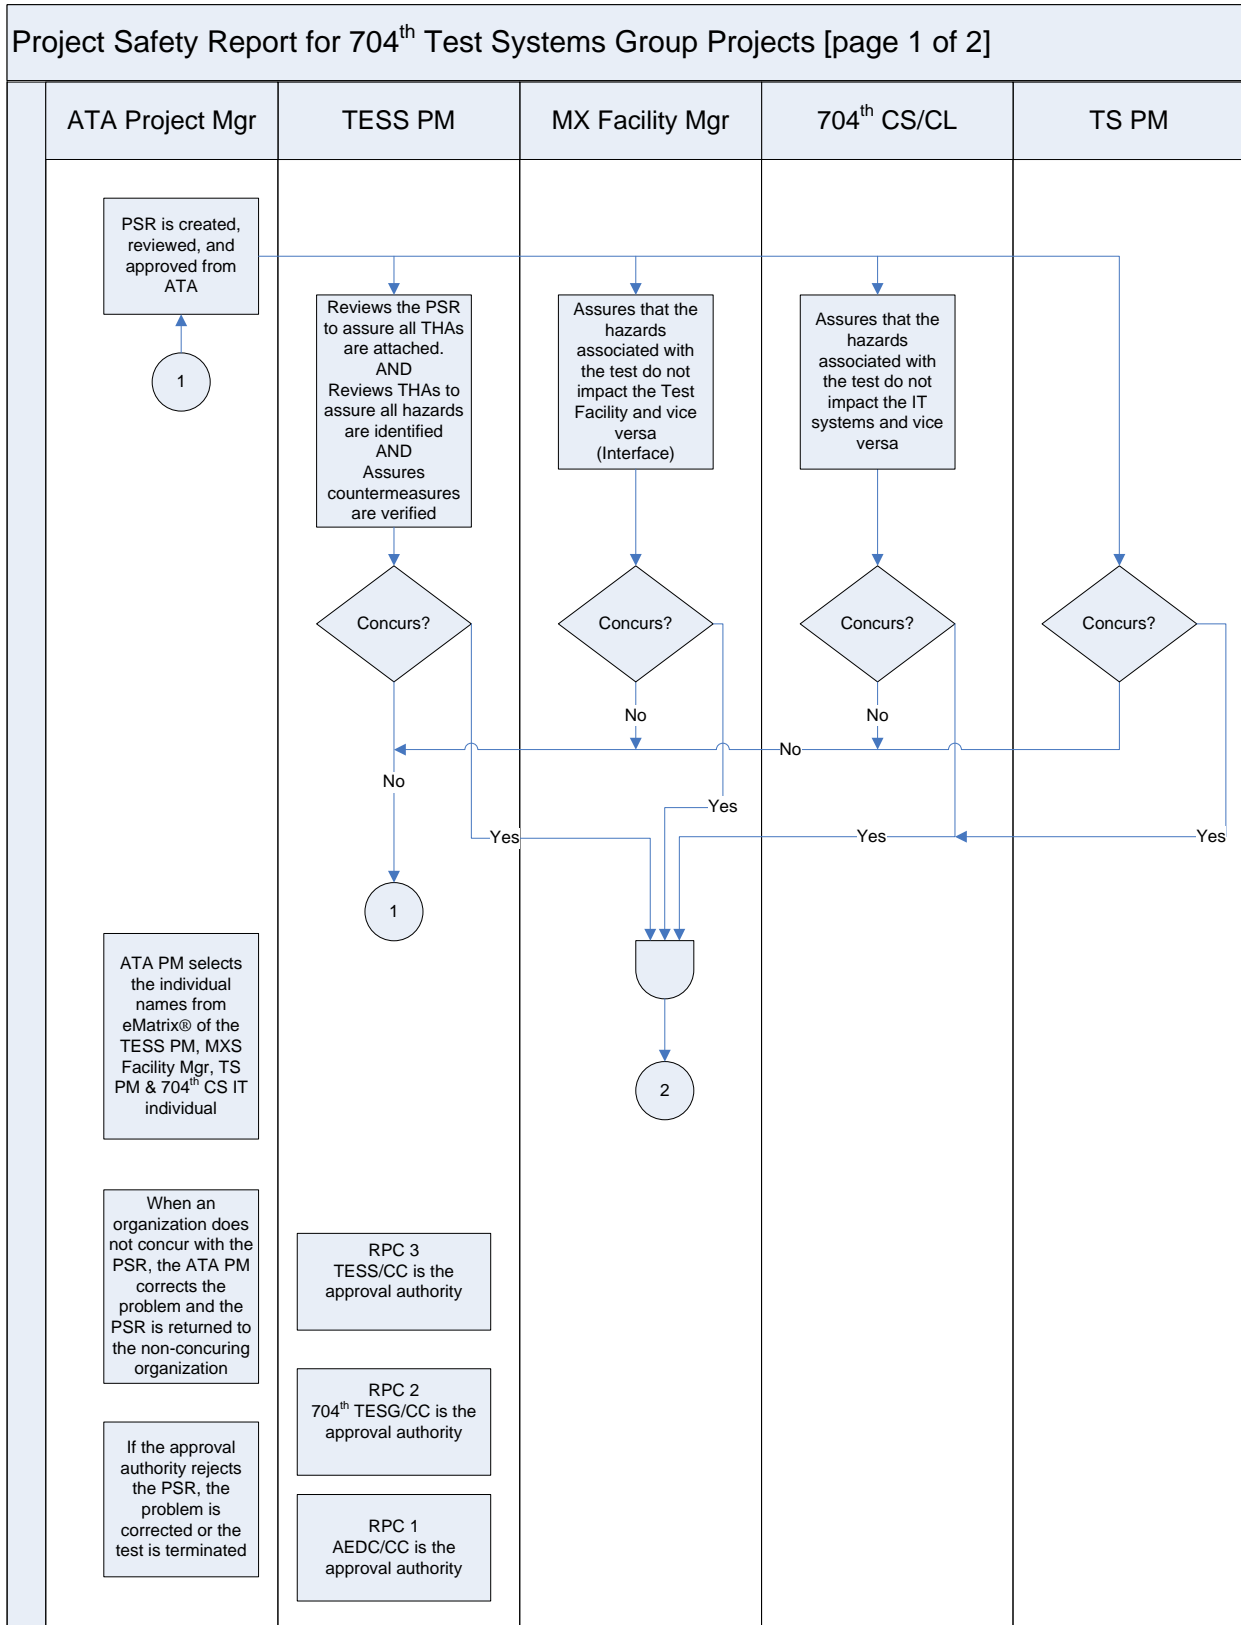 Project Safety Report for 704th Test Systems Group Projects [page 1 of 2]
ATA Project Mgr
TESS PM
MX Facility Mgr
704th CS/CL
TS PM
PSR is created,
reviewed, and
approved from
ATA
1
Reviews the PSR
to assure all THAs
are attached.
AND
Reviews THAs to
assure all hazards
are identified
AND
Assures
countermeasures
are verified
Assures that the
hazards
associated with
the test do not
impact the Test
Facility and vice
versa
(Interface)
Assures that the
hazards
associated with
the test do not
impact the IT
systems and vice
versa
Concurs?
Concurs?
Concurs?
Concurs?
No
No
No
No
Yes
Yes
Yes
Yes
1
2
ATA PM selects
the individual
names from
eMatrix® of the
TESS PM, MXS
Facility Mgr, TS
PM & 704th CS IT
individual
When an
organization does
not concur with the
PSR, the ATA PM
corrects the
problem and the
PSR is returned to
the non-concuring
organization
If the approval
authority rejects
the PSR, the
problem is
corrected or the
test is terminated
RPC 3
TESS/CC is the
approval authority
RPC 2
704th TESG/CC is the
approval authority
RPC 1
AEDC/CC is the
approval authority